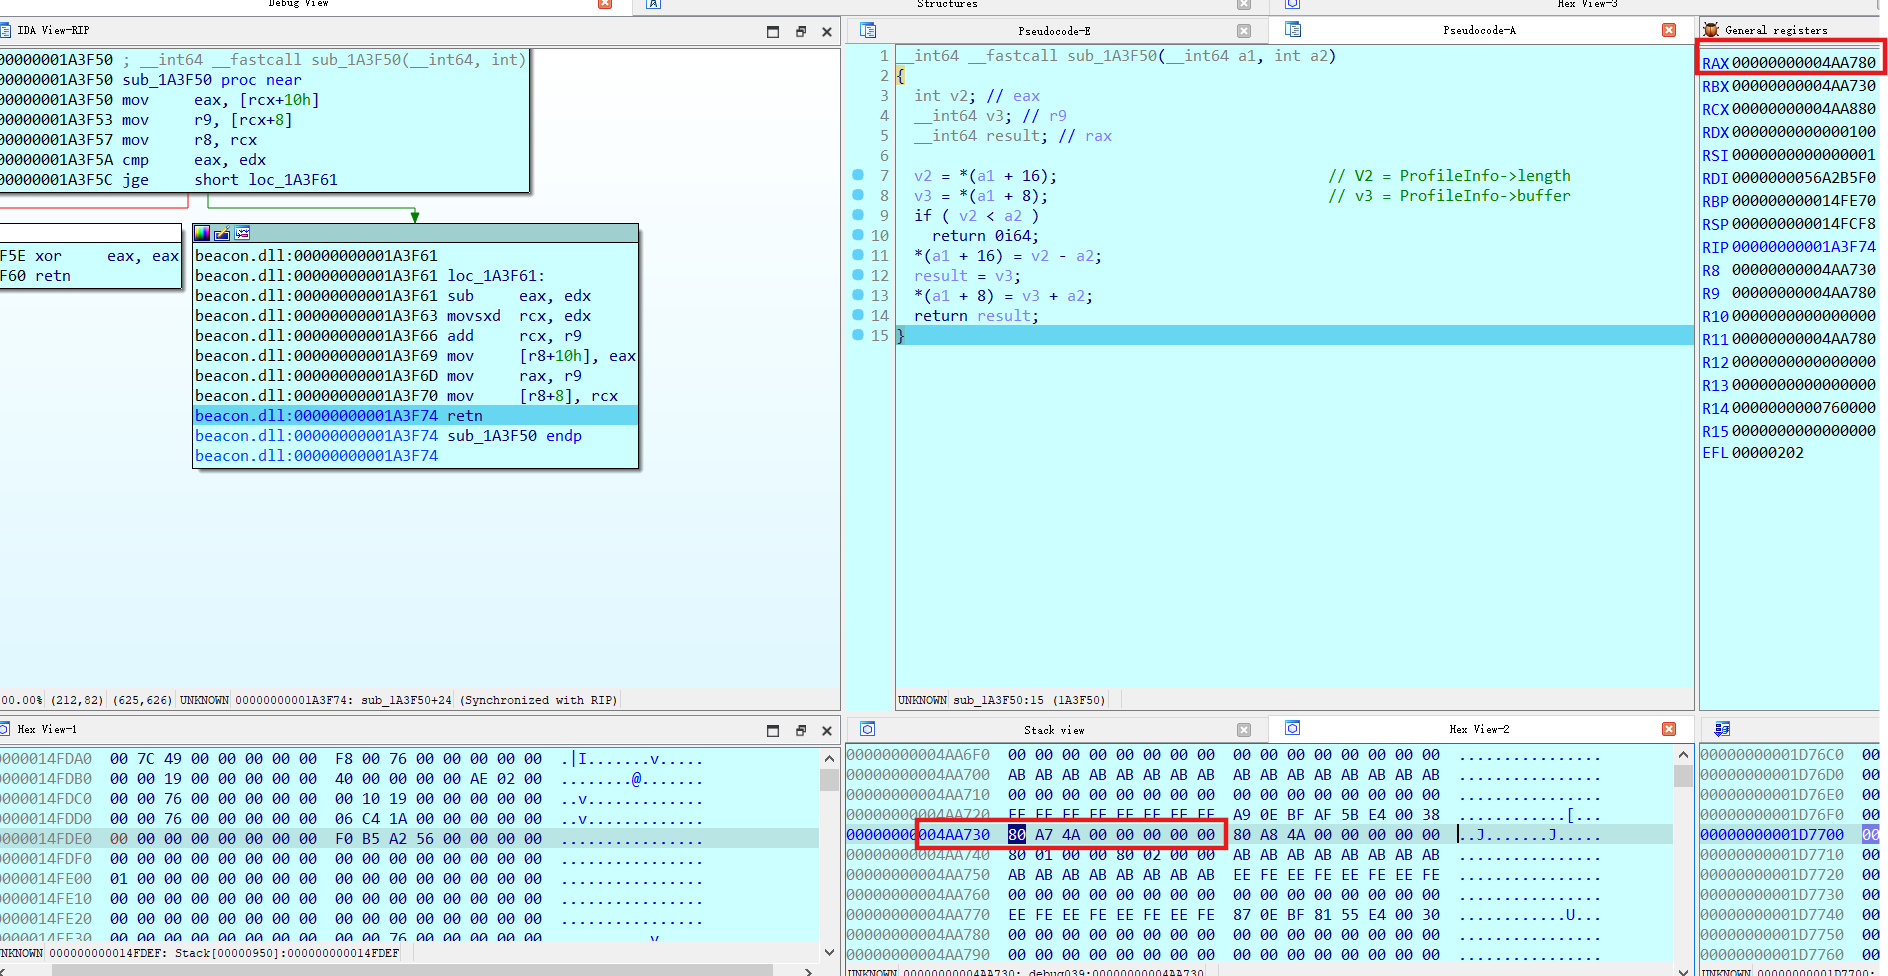 Debug View
Structures
Hex View-3
IDA View-RIP
00000001A3F50 ; __int64 __fastcall sub_1A3F50(__int64, int)
00000001A3F50 sub_1A3F50 proc near
00000001A3F50 mov eax, [rcx+10h]
00000001A3F53 mov r9, [rcx+8]
00000001A3F57 mov r8, rcx
00000001A3F5A cmp eax, edx
00000001A3F5C jge short loc_1A3F61
F5E xor eax, eax
F60 retn
beacon.dll:00000000001A3F61
beacon.dll:00000000001A3F61 loc_1A3F61:
beacon.dll:00000000001A3F61 sub eax, edx
beacon.dll:00000000001A3F63 movsxd rcx, edx
beacon.dll:00000000001A3F66 add rcx, r9
beacon.dll:00000000001A3F69 mov [r8+10h], eax
beacon.dll:00000000001A3F6D mov rax, r9
beacon.dll:00000000001A3F70 mov [r8+8], rcx
beacon.dll:00000000001A3F74 retn
beacon.dll:00000000001A3F74 sub_1A3F50 endp
beacon.dll:00000000001A3F74
00.00% (212,82) (625,626) UNKNOWN 00000000001A3F74: sub_1A3F50+24 (Synchronized with RIP)
Pseudocode-E
Pseudocode-A
1 __int64 __fastcall sub_1A3F50(__int64 a1, int a2)
2 {
3 int v2; // eax
4 __int64 v3; // r9
5 __int64 result; // rax
6
7 v2 = *(a1 + 16); // V2 = ProfileInfo->length
8 v3 = *(a1 + 8); // v3 = ProfileInfo->buffer
9 if ( v2 < a2 )
10 return 0i64;
11 *(a1 + 16) = v2 - a2;
12 result = v3;
13 *(a1 + 8) = v3 + a2;
14 return result;
15 }
UNKNOWN sub_1A3F50:15 (1A3F50)
General registers
RAX 00000000004AA780
RBX 00000000004AA730
RCX 00000000004AA880
RDX 0000000000000100
RSI 0000000000000001
RDI 0000000056A2B5F0
RBP 000000000014FE70
RSP 000000000014FCF8
RIP 00000000001A3F74
R8 00000000004AA730
R9 00000000004AA780
R10 0000000000000000
R11 00000000004AA780
R12 0000000000000000
R13 0000000000000000
R14 0000000000760000
R15 0000000000000000
EFL 00000202
Hex View-1
0000014FDA0 00 7C 49 00 00 00 00 00 F8 00 76 00 00 00 00 00 .|I.......v.....
0000014FDB0 00 00 19 00 00 00 00 00 40 00 00 00 00 AE 02 00 ........@.......
0000014FDC0 00 00 76 00 00 00 00 00 00 10 19 00 00 00 00 00 ..v.............
0000014FDD0 00 00 76 00 00 00 00 00 06 C4 1A 00 00 00 00 00 ..v.............
0000014FDE0 00 00 00 00 00 00 00 00 F0 B5 A2 56 00 00 00 00 ................
0000014FDF0 00 00 00 00 00 00 00 00 00 00 00 00 00 00 00 00 ................
0000014FE00 01 00 00 00 00 00 00 00 00 00 00 00 00 00 00 00 ................
0000014FE10 00 00 00 00 00 00 00 00 00 00 00 00 00 00 00 00 ................
0000014FE20 00 00 00 00 00 00 00 00 00 00 00 00 00 00 00 00 ................
0000014FE30 00 00 00 00 00 00 00 00 00 00 76 00 00 00 00 00 ..........v.....
UNKNOWN 000000000014FDEF: Stack[00000950]:000000000014FDEF
Stack view
Hex View-2
00000000004AA6F0 00 00 00 00 00 00 00 00 00 00 00 00 00 00 00 00 ................
00000000004AA700 AB AB AB AB AB AB AB AB AB AB AB AB AB AB AB AB ................
00000000004AA710 00 00 00 00 00 00 00 00 00 00 00 00 00 00 00 00 ................
00000000004AA720 EE FE EE FE EE FE EE FE A9 0E BF AF 5B E4 00 38 ............[...
00000000004AA730 80 A7 4A 00 00 00 00 00 80 A8 4A 00 00 00 00 00 ..J.......J.....
00000000004AA740 80 01 00 00 80 02 00 00 AB AB AB AB AB AB AB AB ................
00000000004AA750 AB AB AB AB AB AB AB AB EE FE EE FE EE FE EE FE ................
00000000004AA760 00 00 00 00 00 00 00 00 00 00 00 00 00 00 00 00 ................
00000000004AA770 EE FE EE FE EE FE EE FE 87 0E BF 81 55 E4 00 30 ............U...
00000000004AA780 00 00 00 00 00 00 00 00 00 00 00 00 00 00 00 00 ................
00000000004AA790 00 00 00 00 00 00 00 00 00 00 00 00 00 00 00 00 ................
UNKNOWN 00000000004AA730: debug039:00000000004AA730
00000000001D76C0 00
00000000001D76D0 00
00000000001D76E0 00
00000000001D76F0 00
00000000001D7700 00
00000000001D7710 00
00000000001D7720 00
00000000001D7730 00
00000000001D7740 00
00000000001D7750 00
00000000001D7760 00
UNKNOWN 00000000001D7700: